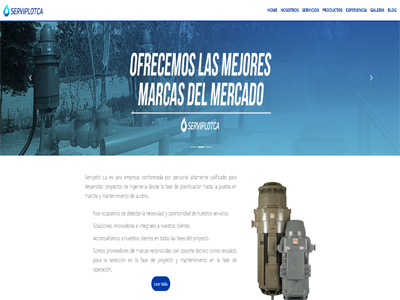 SERVIPLOTCA
HOME NOSOTROS SERVICIOS PRODUCTOS EXPERIENCIA GALERIA BLOG
OFRECEMOS LAS MEJORES
MARCAS DEL MERCADO
SERVIPLOTCA
Serviplot c.a es una empresa conformada por personal altamente calificado para
desarrollar proyectos de ingeniería desde la fase de planificación hasta la puesta en
marcha y mantenimiento de la obra.
Nos ocupamos de detectar la necesidad y oportunidad de nuestros servicios.
Soluciones innovadoras e integrales a nuestros clientes.
Acompañamos a nuestros clientes en todas las fases del proyecto.
Somos proveedores de marcas reconocidas con soporte técnico como respaldo
para la selección en la fase de proyecto y mantenimiento en la fase de
operación.
Leer Más